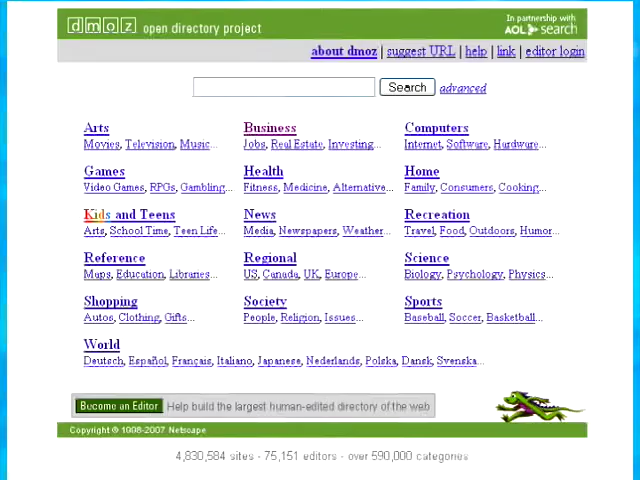 dmoz open directory project
In partnership with
AOL search
about dmoz | suggest URL | help | link | editor login
Search advanced
Arts Business Computers
Movies, Television, Music... Jobs, Real Estate, Investing... Internet, Software, Hardware...
Games Health Home
Video Games, RPGs, Gambling... Fitness, Medicine, Alternative... Family, Consumers, Cooking...
Kids and Teens News Recreation
Arts, School Time, Teen Life... Media, Newspapers, Weather... Travel, Food, Outdoors, Humor...
Reference Regional Science
Maps, Education, Libraries... US, Canada, UK, Europe... Biology, Psychology, Physics...
Shopping Society Sports
Autos, Clothing, Gifts... People, Religion, Issues... Baseball, Soccer, Basketball...
World
Deutsch, Español, Français, Italiano, Japanese, Nederlands, Polska, Dansk, Svenska...
Become an Editor Help build the largest human-edited directory of the web
Copyright © 1998-2007 Netscape
4,830,584 sites - 75,151 editors - over 590,000 categories